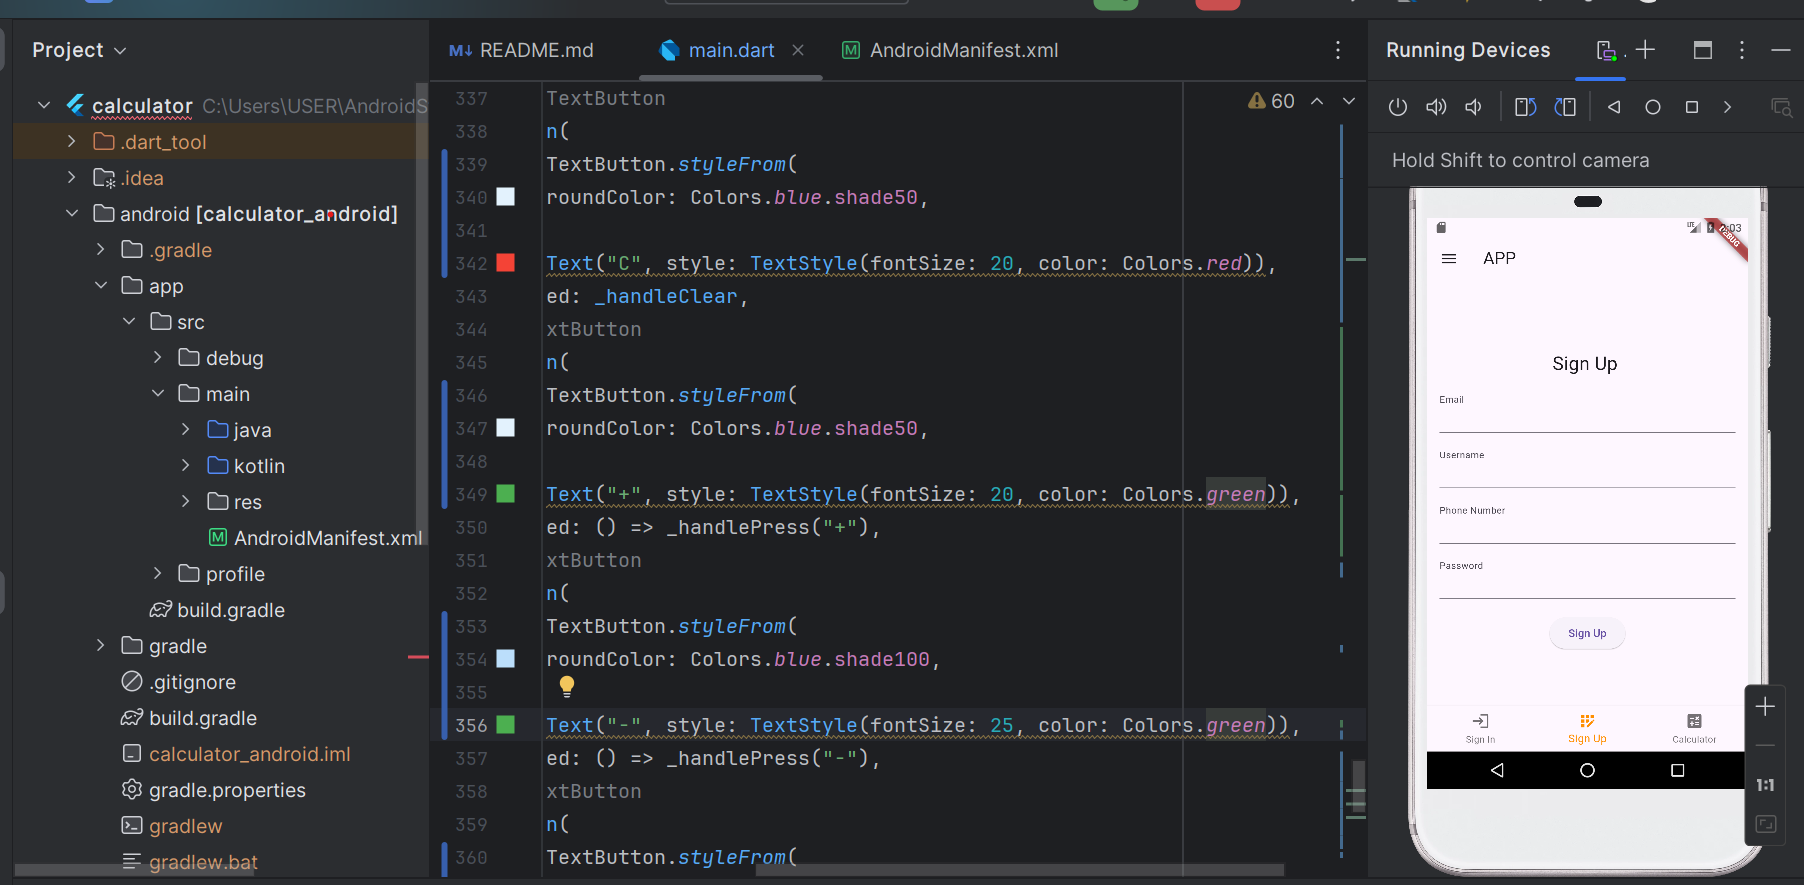 Project
README.md
main.dart
AndroidManifest.xml
Running Devices
calculator C:\Users\USER\AndroidS
.dart_tool
.idea
android [calculator_android]
.gradle
app
src
debug
main
java
kotlin
res
AndroidManifest.xml
profile
build.gradle
gradle
.gitignore
build.gradle
calculator_android.iml
gradle.properties
gradlew
gradlew.bat
60
337 TextButton
338 n(
339 TextButton.styleFrom(
340 roundColor: Colors.blue.shade50,
341
342 Text("C", style: TextStyle(fontSize: 20, color: Colors.red)),
343 ed: _handleClear,
344 xtButton
345 n(
346 TextButton.styleFrom(
347 roundColor: Colors.blue.shade50,
348
349 Text("+", style: TextStyle(fontSize: 20, color: Colors.green)),
350 ed: () => _handlePress("+"),
351 xtButton
352 n(
353 TextButton.styleFrom(
354 roundColor: Colors.blue.shade100,
355
356 Text("-", style: TextStyle(fontSize: 25, color: Colors.green)),
357 ed: () => _handlePress("-"),
358 xtButton
359 n(
360 TextButton.styleFrom(
Hold Shift to control camera
LTE 2:03
DEBUG
APP
Sign Up
Email
Username
Phone Number
Password
Sign Up
Sign In
Sign Up
Calculator
1:1